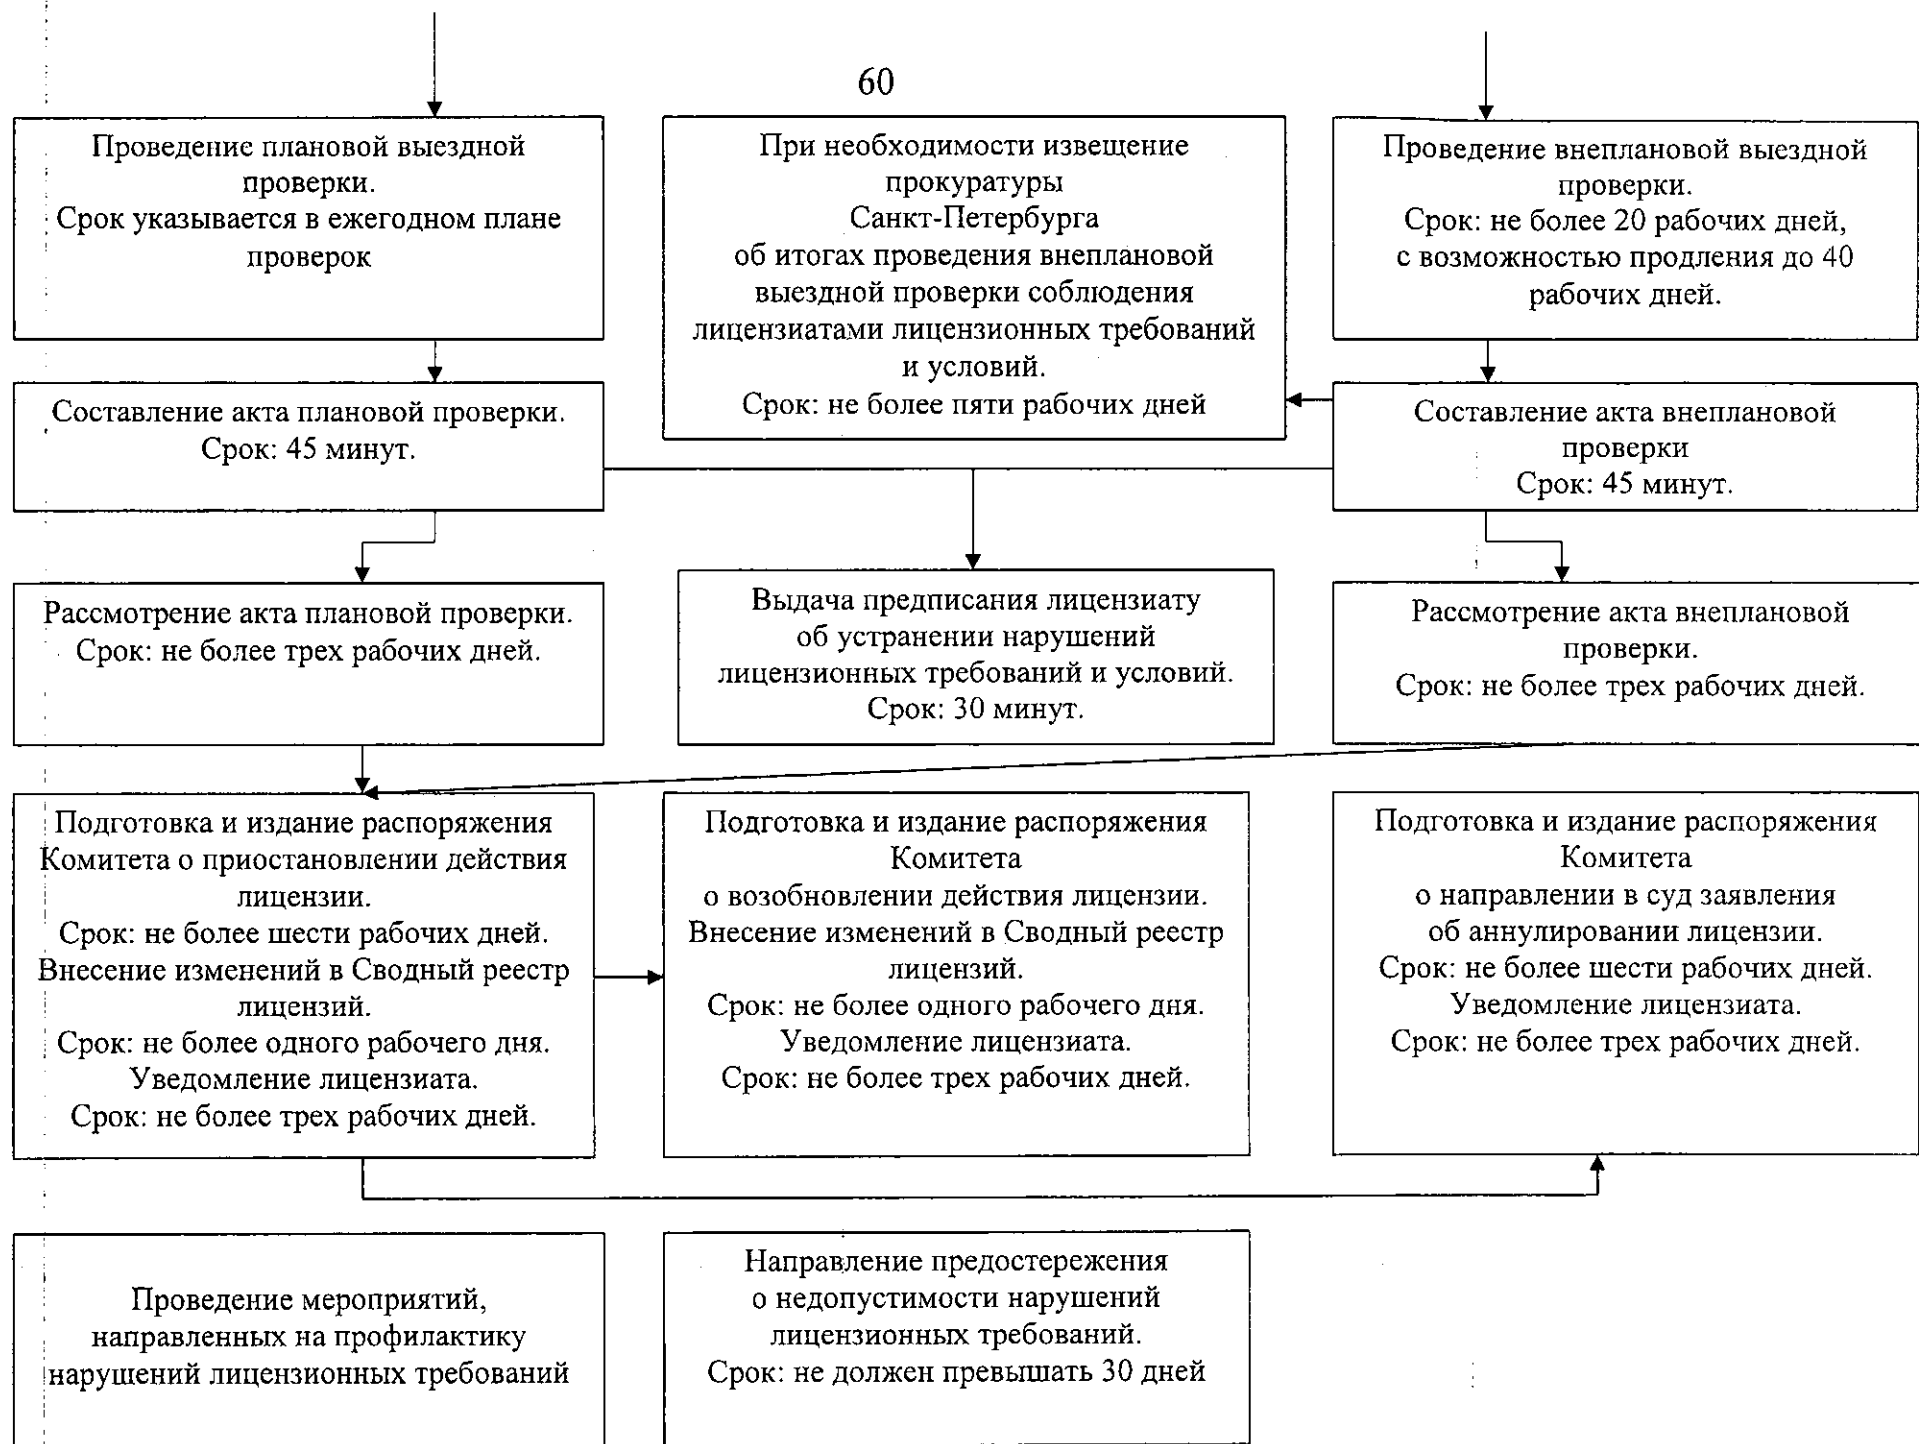 60
Проведение плановой выездной
проверки.
Срок указывается в ежегодном плане
проверок
При необходимости извещение
прокуратуры
Санкт-Петербурга
об итогах проведения внеплановой
выездной проверки соблюдения
лицензиатами лицензионных требований
и условий.
Срок: не более пяти рабочих дней
Проведение внеплановой выездной
проверки.
Срок: не более 20 рабочих дней,
с возможностью продления до 40
рабочих дней.
Составление акта плановой проверки.
Срок: 45 минут.
Составление акта внеплановой
проверки
Срок: 45 минут.
Рассмотрение акта плановой проверки.
Срок: не более трех рабочих дней.
Выдача предписания лицензиату
об устранении нарушений
лицензионных требований и условий.
Срок: 30 минут.
Рассмотрение акта внеплановой
проверки.
Срок: не более трех рабочих дней.
Подготовка и издание распоряжения
Комитета о приостановлении действия
лицензии.
Срок: не более шести рабочих дней.
Внесение изменений в Сводный реестр
лицензий.
Срок: не более одного рабочего дня.
Уведомление лицензиата.
Срок: не более трех рабочих дней.
Подготовка и издание распоряжения
Комитета
о возобновлении действия лицензии.
Внесение изменений в Сводный реестр
лицензий.
Срок: не более одного рабочего дня.
Уведомление лицензиата.
Срок: не более трех рабочих дней.
Подготовка и издание распоряжения
Комитета
о направлении в суд заявления
об аннулировании лицензии.
Срок: не более шести рабочих дней.
Уведомление лицензиата.
Срок: не более трех рабочих дней.
Проведение мероприятий,
направленных на профилактику
нарушений лицензионных требований
Направление предостережения
о недопустимости нарушений
лицензионных требований.
Срок: не должен превышать 30 дней